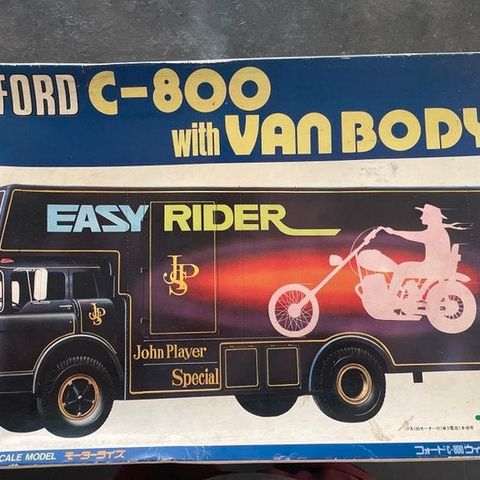 FORD C-800
with VAN BODY
EASY RIDER
JPS
JPS
John Player
Special
SCALE MODEL モーターライズ
フォードC-800ウィ